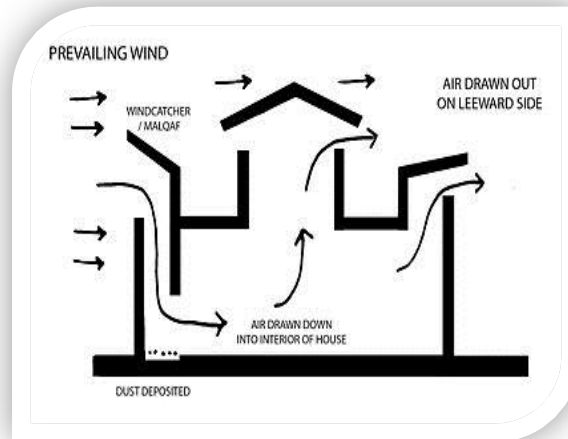 PREVAILING WIND
WINDCATCHER
/ MALQAF
AIR DRAWN OUT
ON LEEWARD SIDE
AIR DRAWN DOWN
INTO INTERIOR OF HOUSE
DUST DEPOSITED